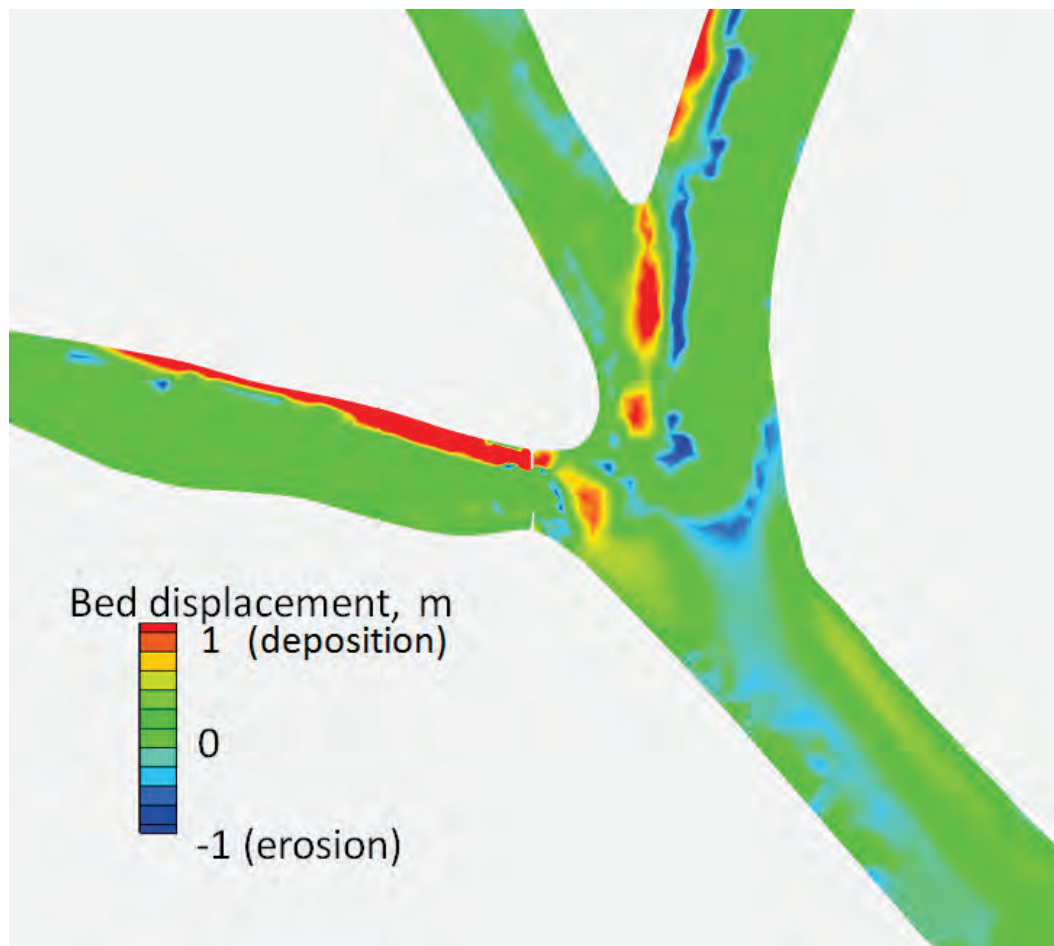 Bed displacement, m
1 (deposition)
0
-1 (erosion)